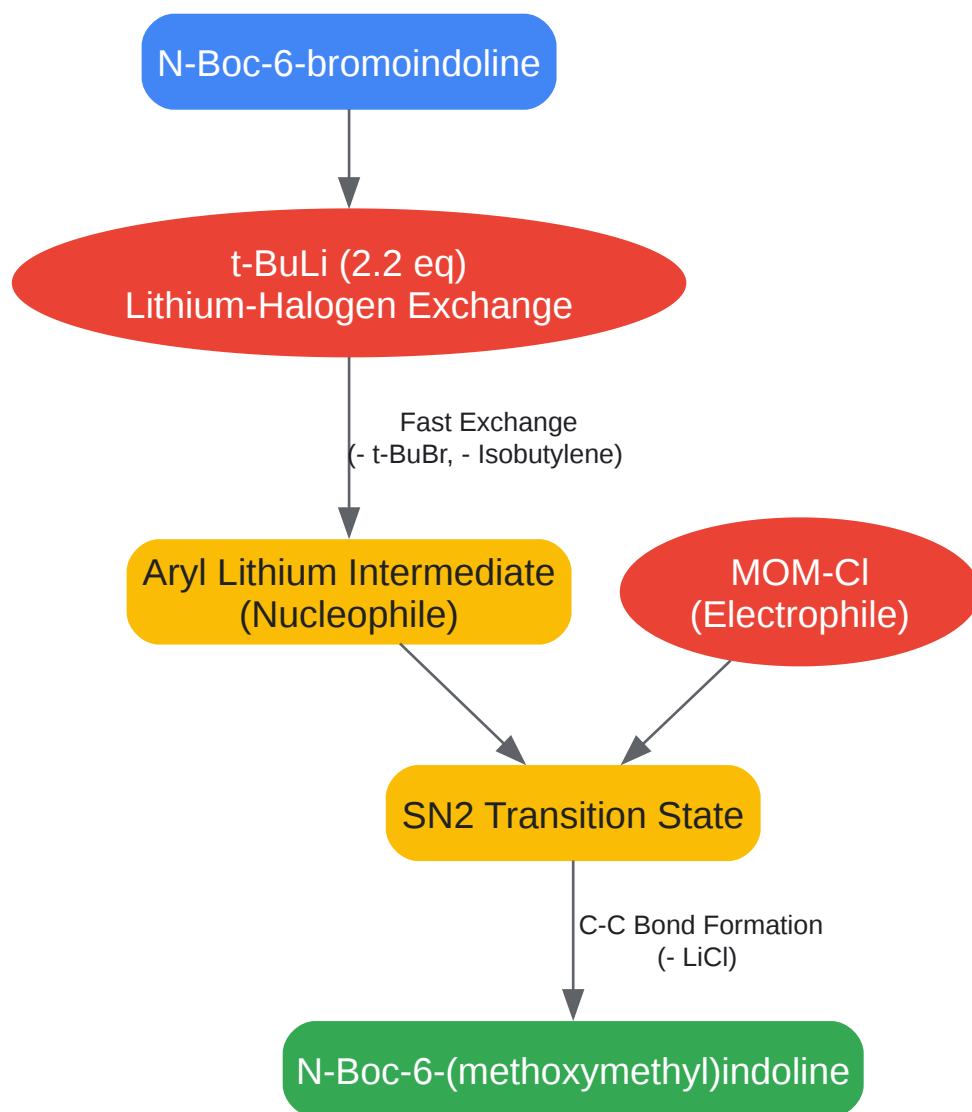 N-Boc-6-bromoindoline
t-BuLi (2.2 eq)
Lithium-Halogen Exchange
Fast Exchange
(- t-BuBr, - Isobutylene)
Aryl Lithium Intermediate
(Nucleophile)
MOM-Cl
(Electrophile)
SN2 Transition State
C-C Bond Formation
(- LiCl)
N-Boc-6-(methoxymethyl)indoline